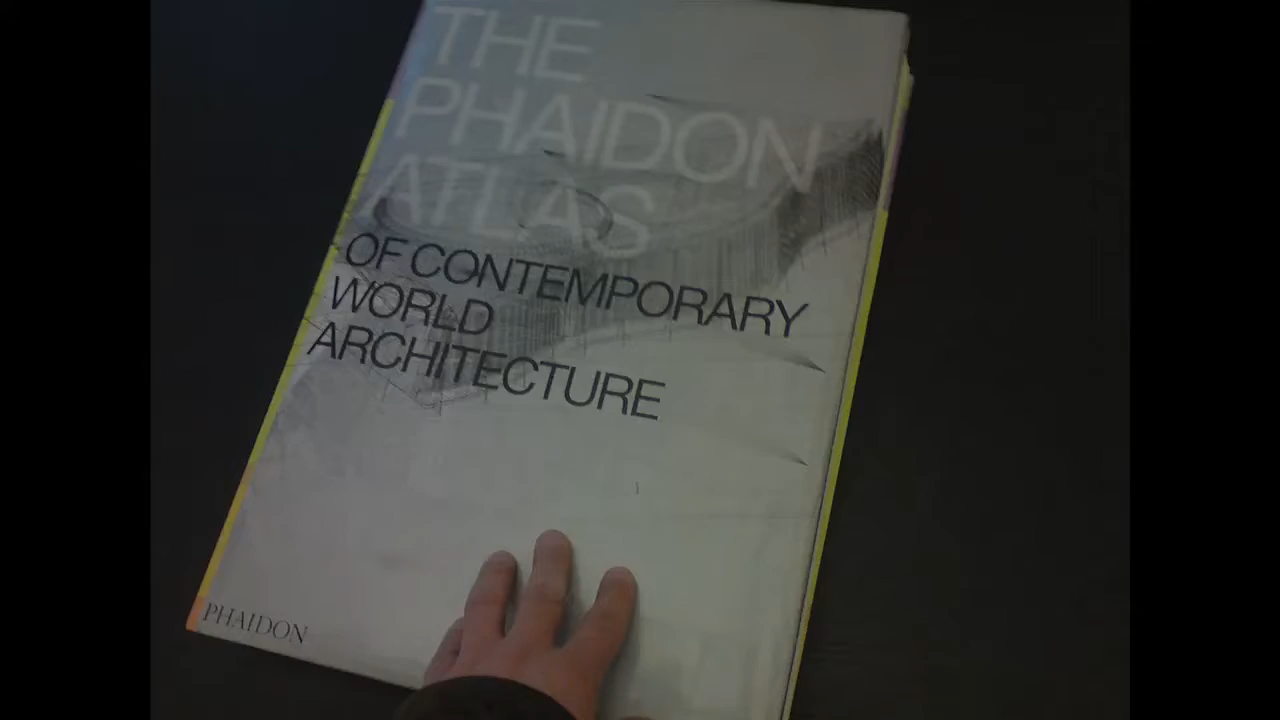 THE
PHAIDON
ATLAS
OF CONTEMPORARY
WORLD
ARCHITECTURE
PHAIDON